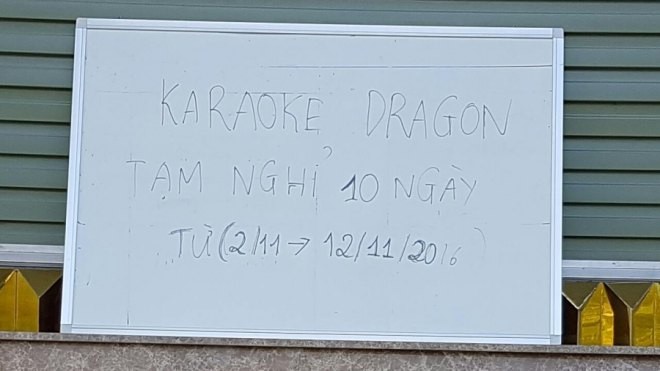 KARAOKE DRAGON
TẠM NGHỈ 10 NGÀY
TỪ (2/11 → 12/11/2016)